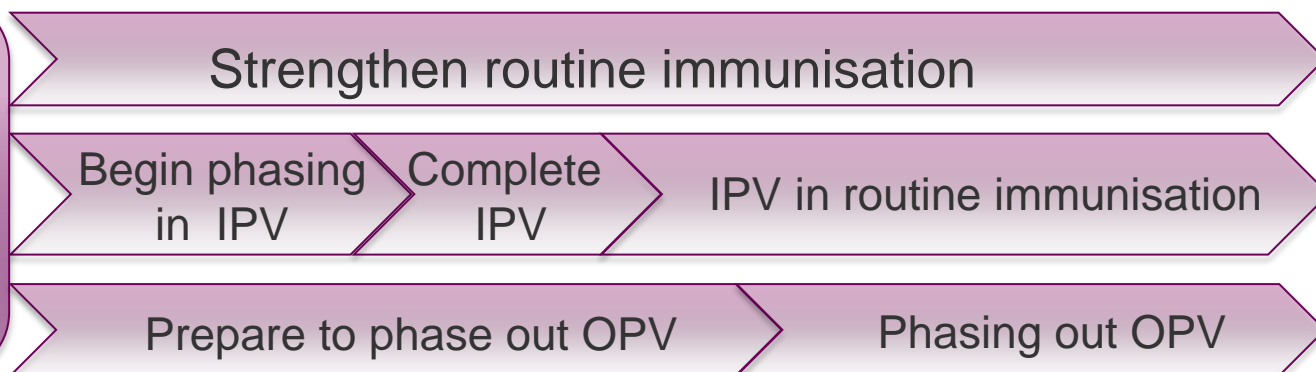 Strengthen routine immunisation
Begin phasing
in IPV
Complete
IPV
IPV in routine immunisation
Prepare to phase out OPV
Phasing out OPV